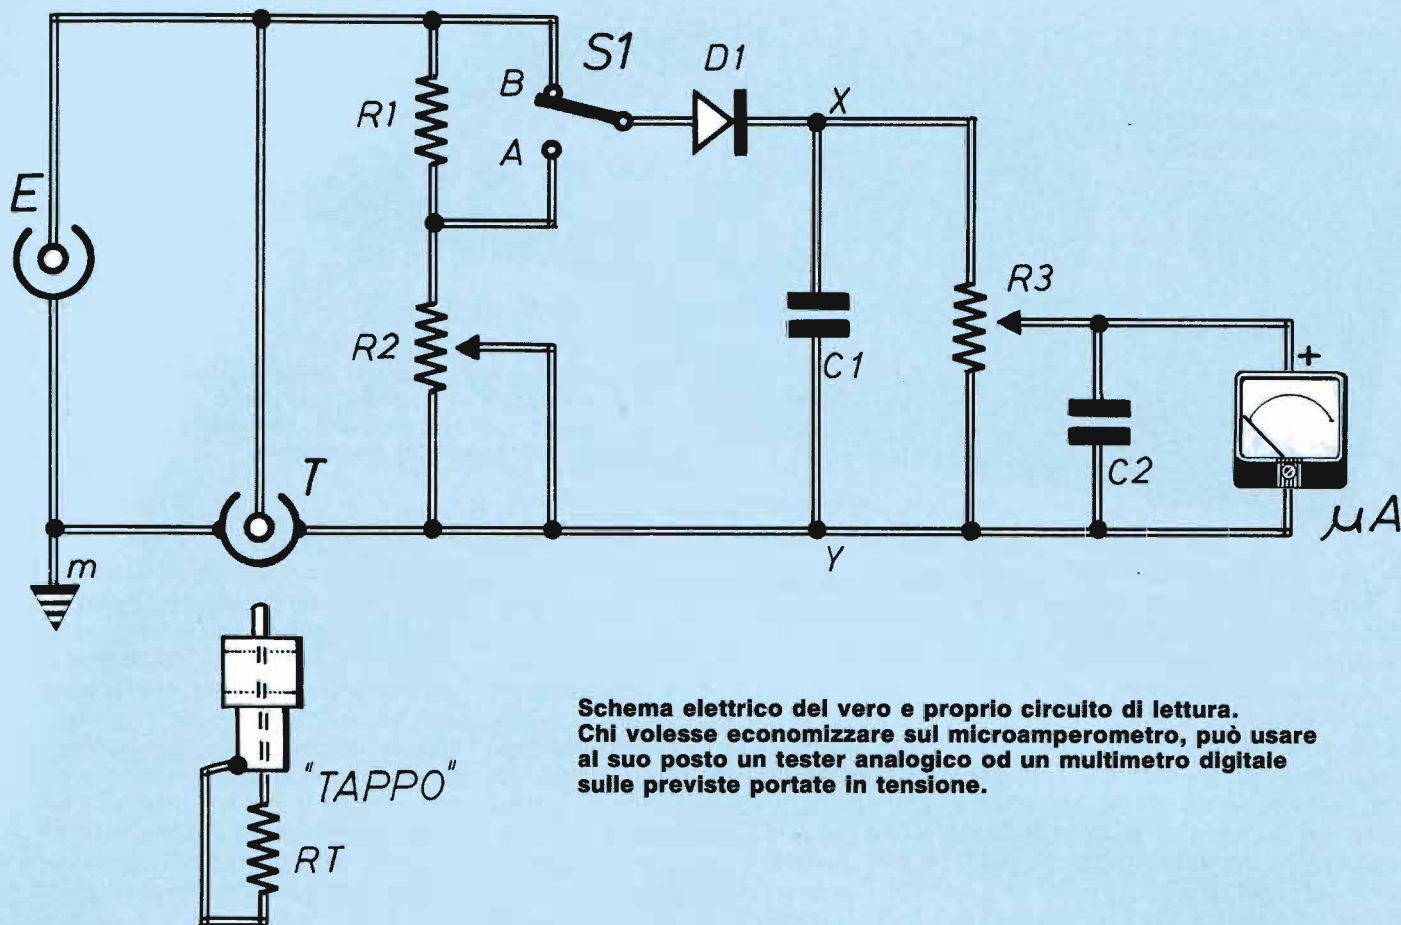 S1
D1
B
X
R1
A
E
R3
R2
+
C1
T
C2
µA
m
Y
"TAPPO"
RT
Schema elettrico del vero e proprio circuito di lettura.
Chi volesse economizzare sul microamperometro, può usare
al suo posto un tester analogico od un multimetro digitale
sulle previste portate in tensione.